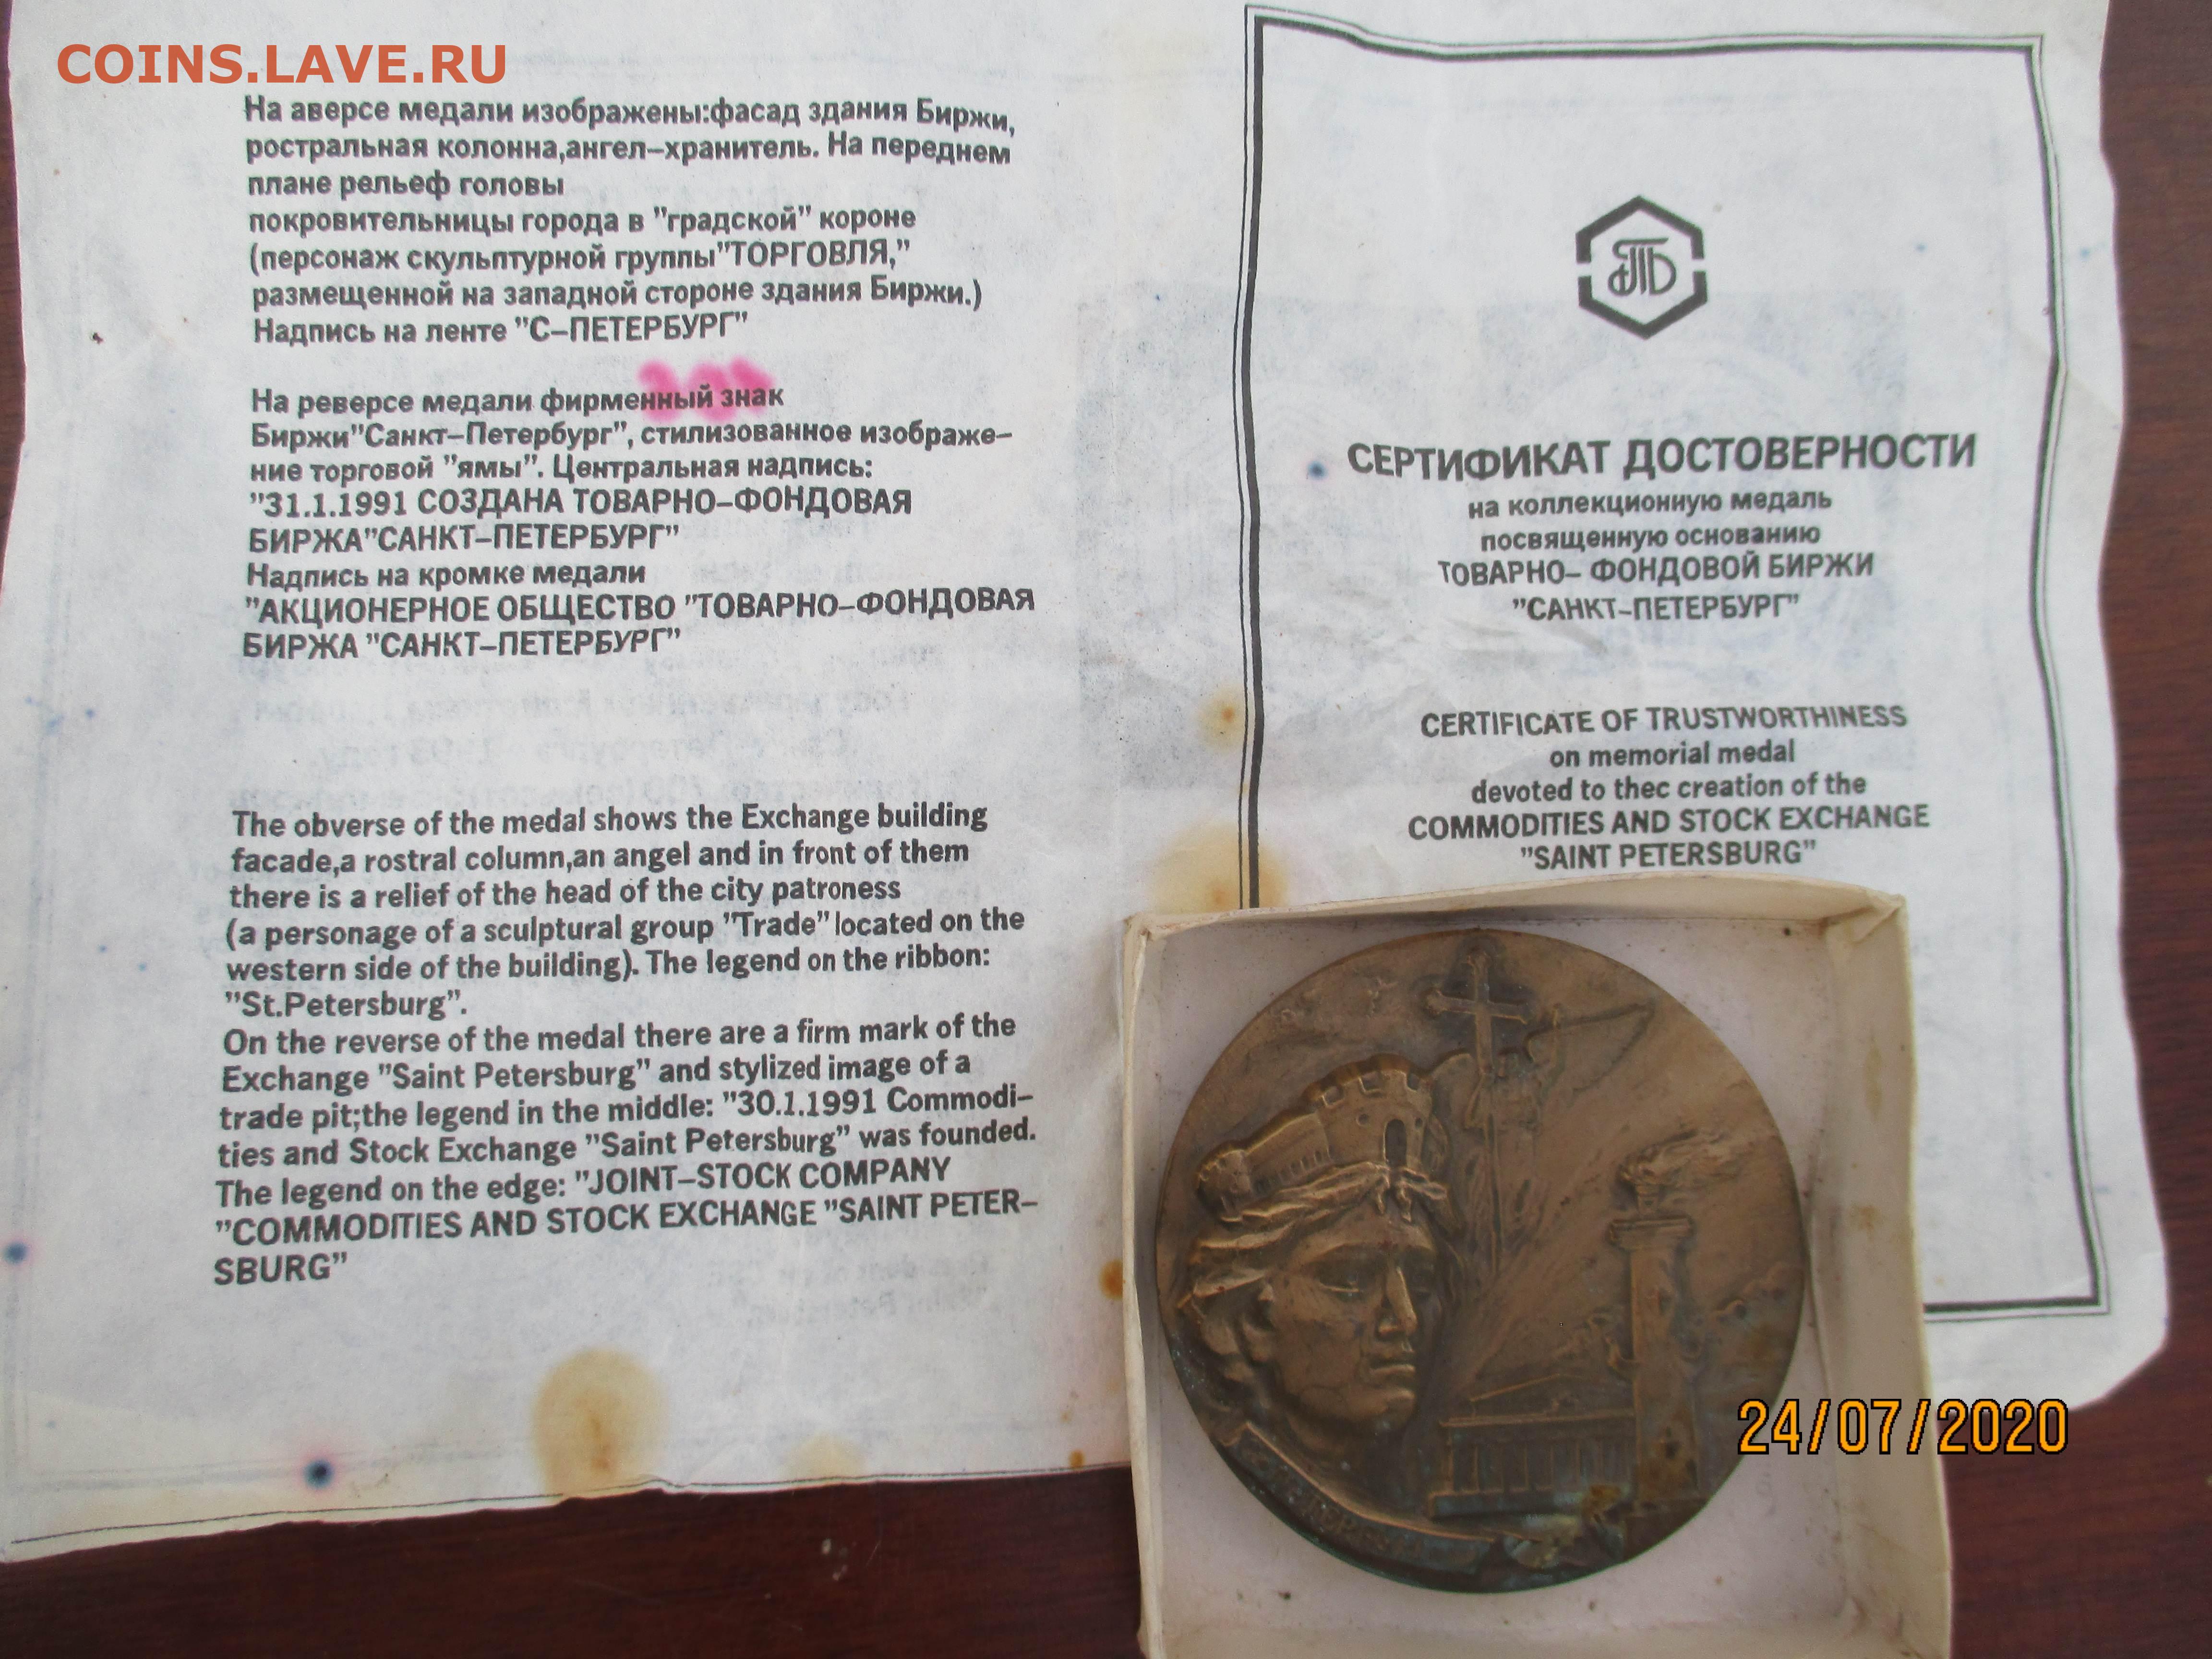 COINS.LAVE.RU
На аверсе медали изображены:фасад здания Биржи,
ростральная колонна,ангел–хранитель. На переднем
плане рельеф головы
покровительницы города в "градской" короне
(персонаж скульптурной группы"ТОРГОВЛЯ,"
размещенной на западной стороне здания Биржи.)
Надпись на ленте "С–ПЕТЕРБУРГ"
На реверсе медали фирменный знак
Биржи"Санкт–Петербург", стилизованное изображе–
ние торговой "ямы". Центральная надпись:
"31.1.1991 СОЗДАНА ТОВАРНО–ФОНДОВАЯ
БИРЖА"САНКТ–ПЕТЕРБУРГ"
Надпись на кромке медали
"АКЦИОНЕРНОЕ ОБЩЕСТВО "ТОВАРНО–ФОНДОВАЯ
БИРЖА "САНКТ–ПЕТЕРБУРГ"
The obverse of the medal shows the Exchange building
facade,a rostral column,an angel and in front of them
there is a relief of the head of the city patroness
(a personage of a sculptural group "Trade" located on the
western side of the building). The legend on the ribbon:
"St.Petersburg".
On the reverse of the medal there are a firm mark of the
Exchange "Saint Petersburg" and stylized image of a
trade pit;the legend in the middle: "30.1.1991 Commodi–
ties and Stock Exchange "Saint Petersburg" was founded.
The legend on the edge: "JOINT–STOCK COMPANY
"COMMODITIES AND STOCK EXCHANGE "SAINT PETER–
SBURG"
СЕРТИФИКАТ ДОСТОВЕРНОСТИ
на коллекционную медаль
посвященную основанию
ТОВАРНО– ФОНДОВОЙ БИРЖИ
"САНКТ–ПЕТЕРБУРГ"
CERTIFICATE OF TRUSTWORTHINESS
on memorial medal
devoted to thec creation of the
COMMODITIES AND STOCK EXCHANGE
"SAINT PETERSBURG"
24/07/2020